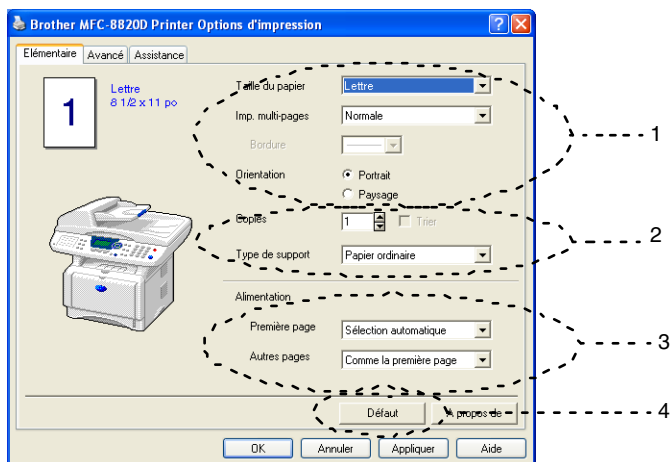 Brother MFC-8820D Printer Options d'impression
Elémentaire Avancé Assistance
1
Lettre
8 1/2 x 11 po
Taille du papier Lettre
Imp. multi-pages Normale
Bordure
Orientation Portrait
Paysage
1
Copies 1 Trier
2
Type de support Papier ordinaire
Alimentation
Première page Sélection automatique
3
Autres pages Comme la première page
Défaut A propos de
4
OK Annuler Appliquer Aide